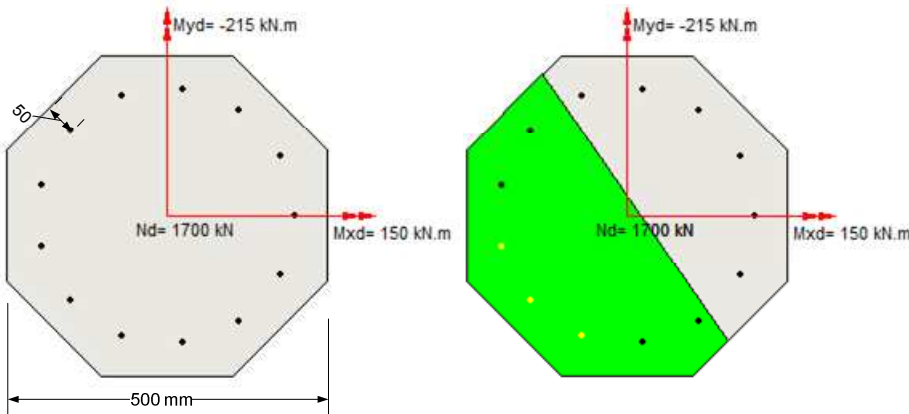 Myd= -215 kN.m
50
Nd= 1700 kN
Mxd= 150 kN.m
500 mm
Myd= -215 kN.m
Nd= 1700 kN
Mxd= 150 kN.m